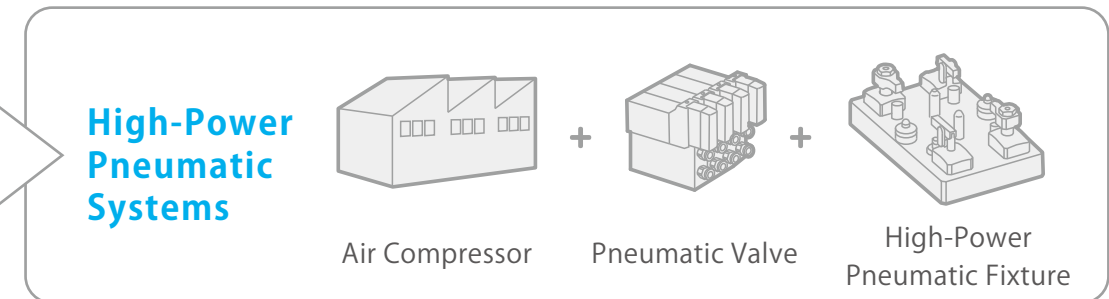 High-Power
Pneumatic
Systems
+
+
Air Compressor
Pneumatic Valve
High-Power
Pneumatic Fixture